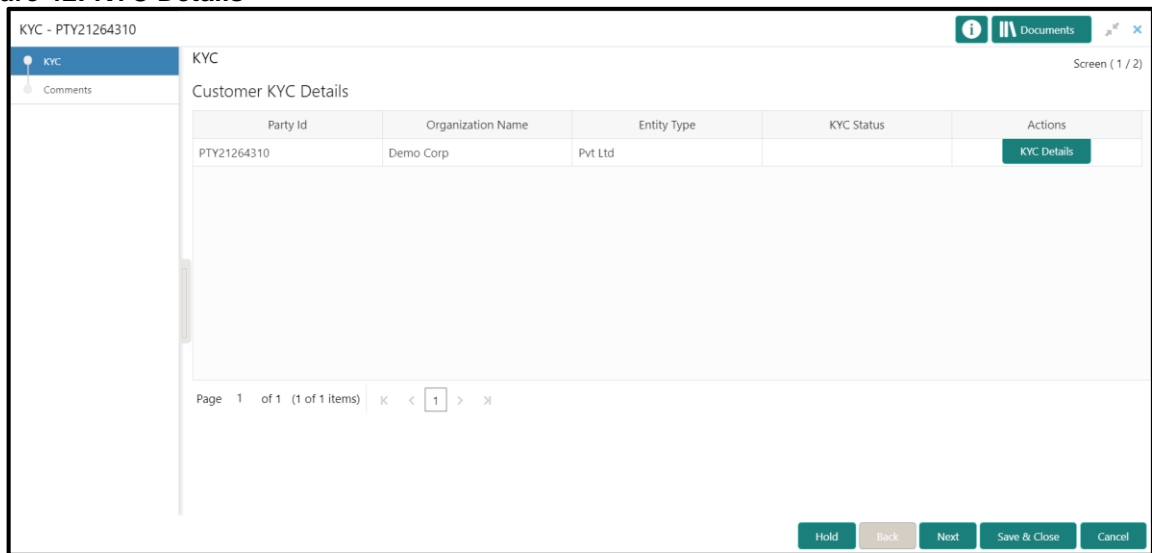 KYC Details
KYC - PTY21264310
i Documents
KYC
Comments
KYC
Screen ( 1 / 2)
Customer KYC Details
Party Id Organization Name Entity Type KYC Status Actions
PTY21264310 Demo Corp Pvt Ltd KYC Details
Page 1 of 1 (1 of 1 items) 1
Hold Back Next Save & Close Cancel